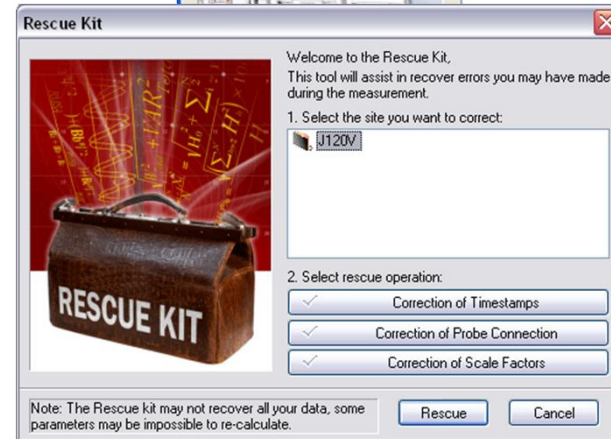 Rescue Kit
Welcome to the Rescue Kit,
This tool will assist in recover errors you may have made
during the measurement.
1. Select the site you want to correct:
J120V
RESCUE KIT
2. Select rescue operation:
Correction of Timestamps
Correction of Probe Connection
Correction of Scale Factors
Note: The Rescue kit may not recover all your data, some
parameters may be impossible to re-calculate.
Rescue
Cancel